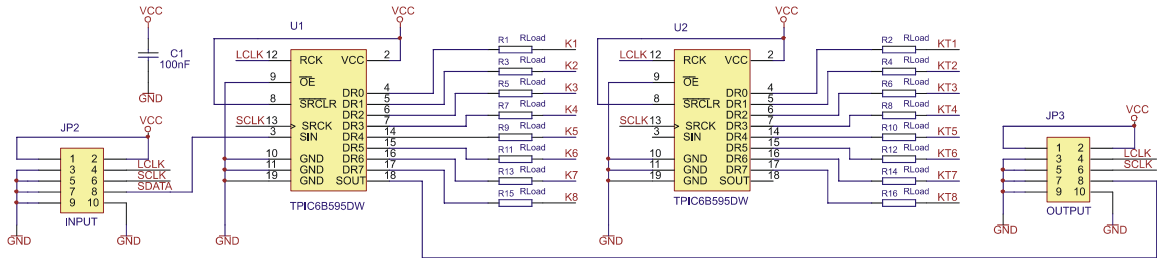 VCC
C1
100nF
GND
JP2
VCC
1 2
3 4 LCLK
5 6 SCLK
7 8 SDATA
9 10
INPUT
GND GND
U1
VCC
LCLK 12 RCK VCC 2
9 OE
8 SRCLR
SCLK 13 SRCK
3 SIN
10 GND
11 GND
19 GND
DR0 4
DR1 5
DR2 6
DR3 7
DR4 14
DR5 15
DR6 16
DR7 17
SOUT 18
TPIC6B595DW
GND
R1 RLoad K1
R3 RLoad K2
R5 RLoad K3
R7 RLoad K4
R9 RLoad K5
R11 RLoad K6
R13 RLoad K7
R15 RLoad K8
U2
VCC
LCLK 12 RCK VCC 2
9 OE
8 SRCLR
SCLK 13 SRCK
3 SIN
10 GND
11 GND
19 GND
DR0 4
DR1 5
DR2 6
DR3 7
DR4 14
DR5 15
DR6 16
DR7 17
SOUT 18
TPIC6B595DW
GND
R2 RLoad KT1
R4 RLoad KT2
R6 RLoad KT3
R8 RLoad KT4
R10 RLoad KT5
R12 RLoad KT6
R14 RLoad KT7
R16 RLoad KT8
JP3
VCC
1 2
3 4 LCLK
5 6 SCLK
7 8
9 10
OUTPUT
GND GND